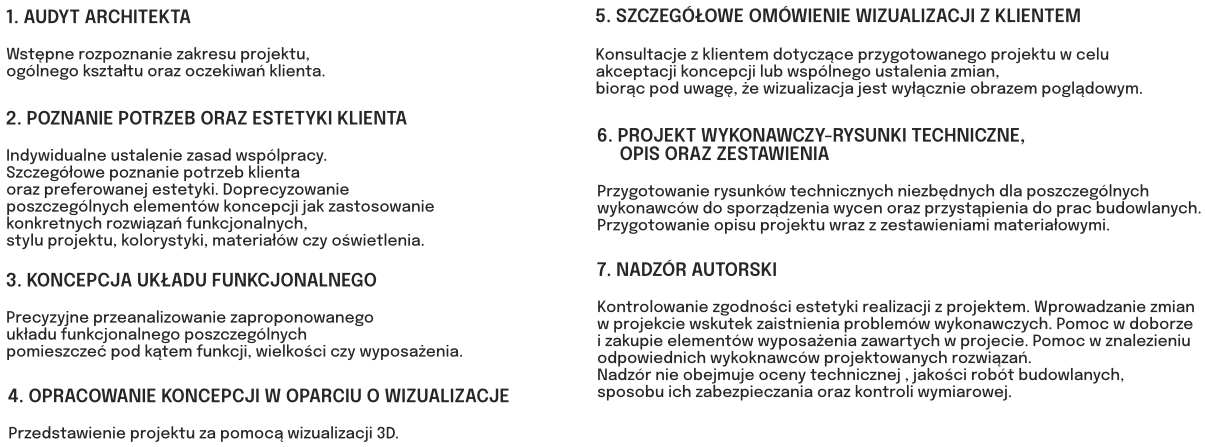 1. AUDYT ARCHITEKTA
Wstępne rozpoznanie zakresu projektu,
ogólnego kształtu oraz oczekiwań klienta.
2. POZNANIE POTRZEB ORAZ ESTETYKI KLIENTA
Indywidualne ustalenie zasad wspólpracy.
Szczegółowe poznanie potrzeb klienta
oraz preferowanej estetyki. Doprecyzowanie
poszczególnych elementów koncepcji jak zastosowanie
konkretnych rozwiązań funkcjonalnych,
stylu projektu, kolorystyki, materiałów czy oświetlenia.
3. KONCEPCJA UKŁADU FUNKCJONALNEGO
Precyzyjne przeanalizowanie zaproponowanego
układu funkcjonalnego poszczególnych
pomieszczeć pod kątem funkcji, wielkości czy wyposażenia.
4. OPRACOWANIE KONCEPCJI W OPARCIU O WIZUALIZACJE
Przedstawienie projektu za pomocą wizualizacji 3D.
5. SZCZEGÓŁOWE OMÓWIENIE WIZUALIZACJI Z KLIENTEM
Konsultacje z klientem dotyczące przygotowanego projektu w celu
akceptacji koncepcji lub wspólnego ustalenia zmian,
biorąc pod uwagę, że wizualizacja jest wyłącznie obrazem poglądowym.
6. PROJEKT WYKONAWCZY-RYSUNKI TECHNICZNE,
OPIS ORAZ ZESTAWIENIA
Przygotowanie rysunków technicznych niezbędnych dla poszczególnych
wykonawców do sporządzenia wycen oraz przystąpienia do prac budowlanych.
Przygotowanie opisu projektu wraz z zestawieniami materiałowymi.
7. NADZÓR AUTORSKI
Kontrolowanie zgodności estetyki realizacji z projektem. Wprowadzanie zmian
w projekcie wskutek zaistnienia problemów wykonawczych. Pomoc w doborze
i zakupie elementów wyposażenia zawartych w projecie. Pomoc w znalezieniu
odpowiednich wykoknawców projektowanych rozwiązań.
Nadzór nie obejmuje oceny technicznej , jakości robót budowlanych,
sposobu ich zabezpieczania oraz kontroli wymiarowej.